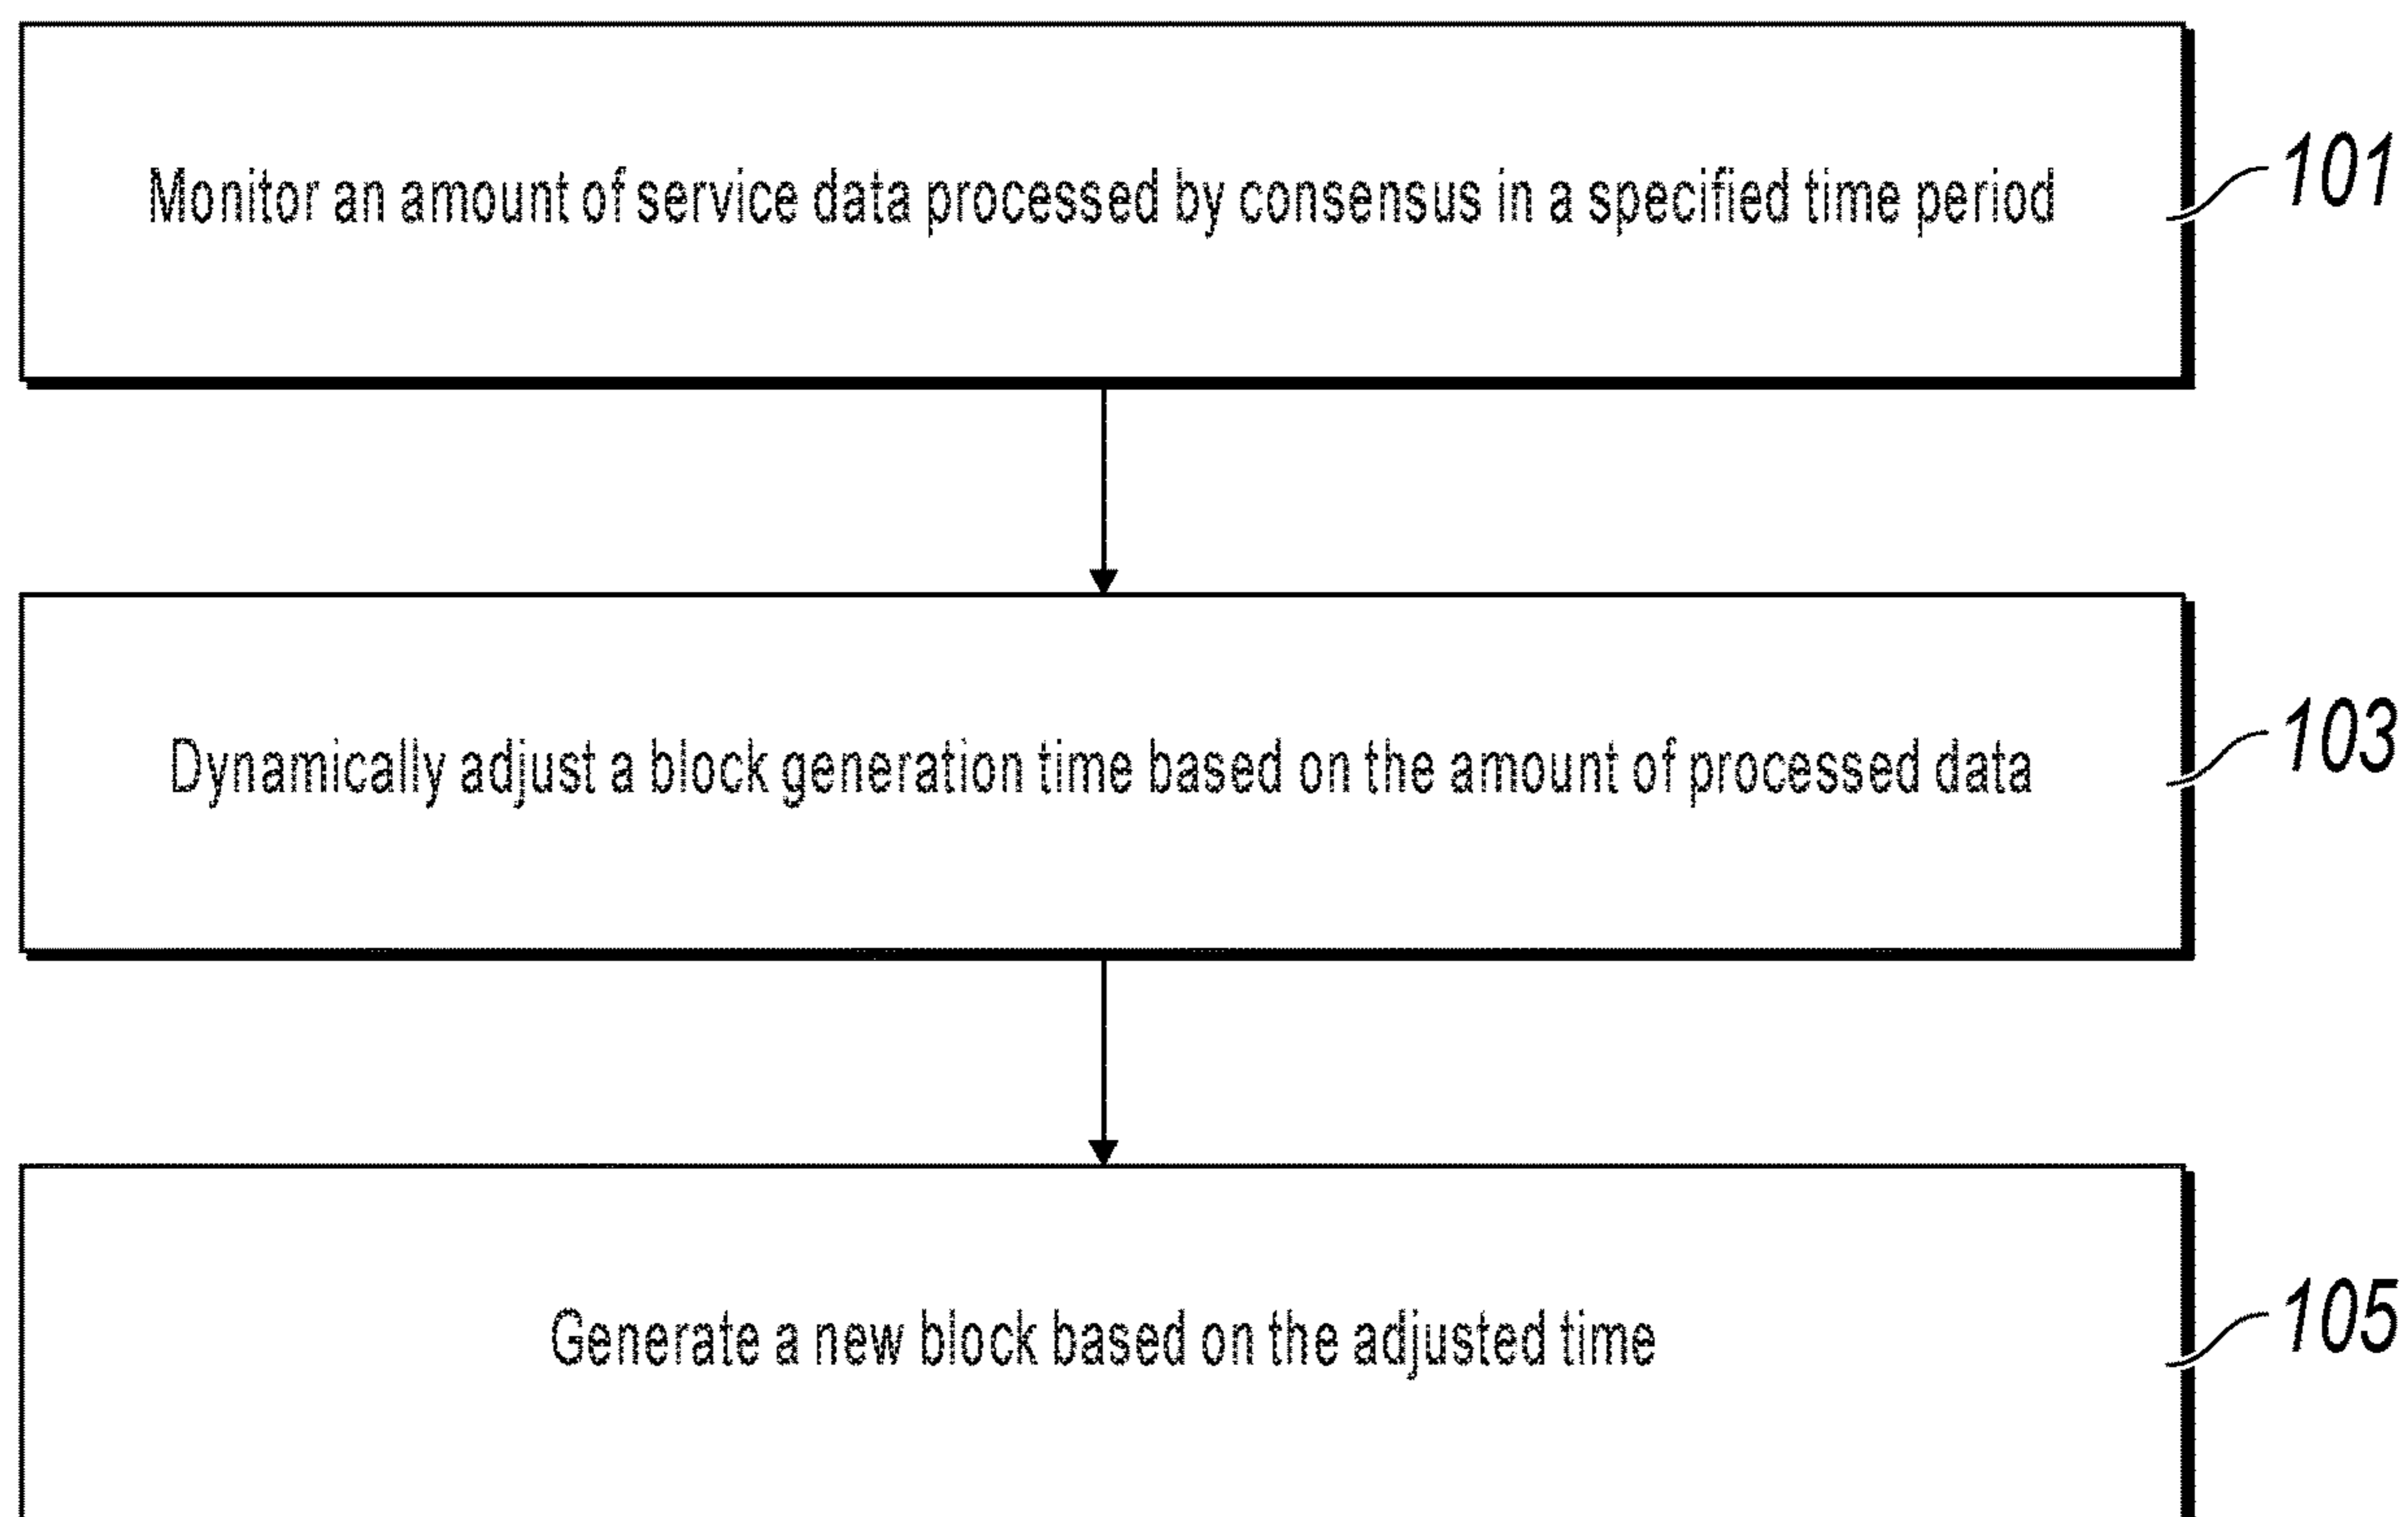 Monitor an amount of service data processed by consensus in a specified time period
101
Dynamically adjust a block generation time based on the amount of processed data
103
Generate a new block based on the adjusted time
105